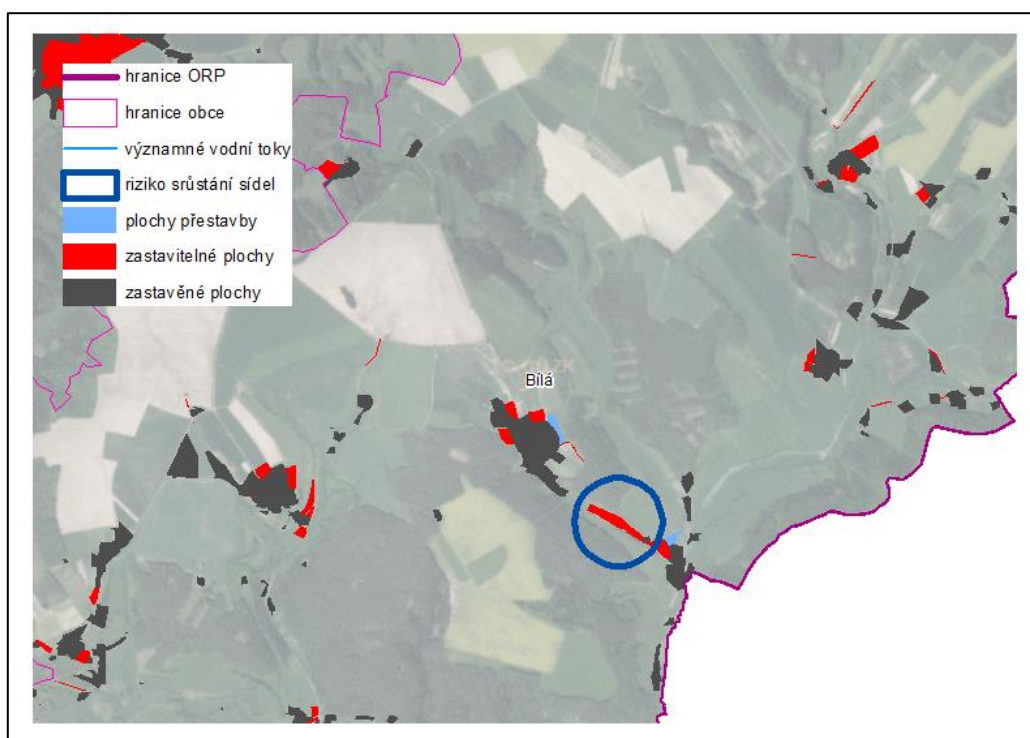 hranice ORP
hranice obce
významné vodní toky
riziko srůstání sídel
plochy přestavby
zastavitelné plochy
zastavěné plochy
Bílá